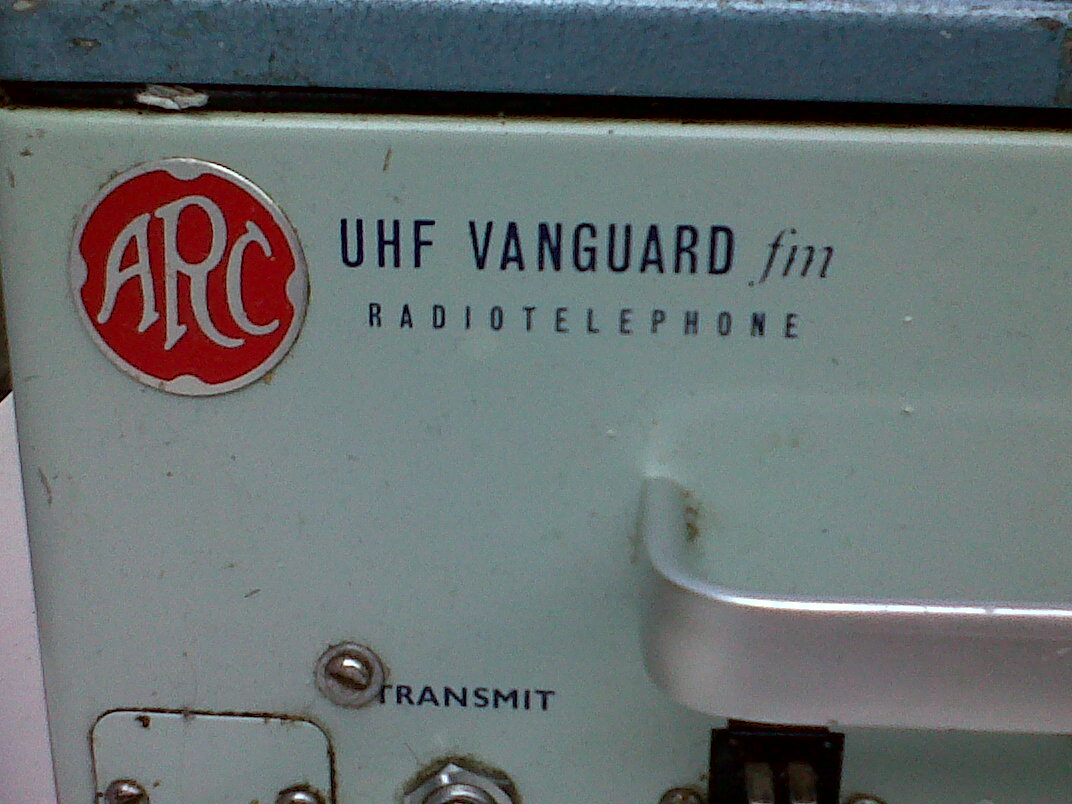 ARC
UHF VANGUARD fm
RADIOTELEPHONE
TRANSMIT